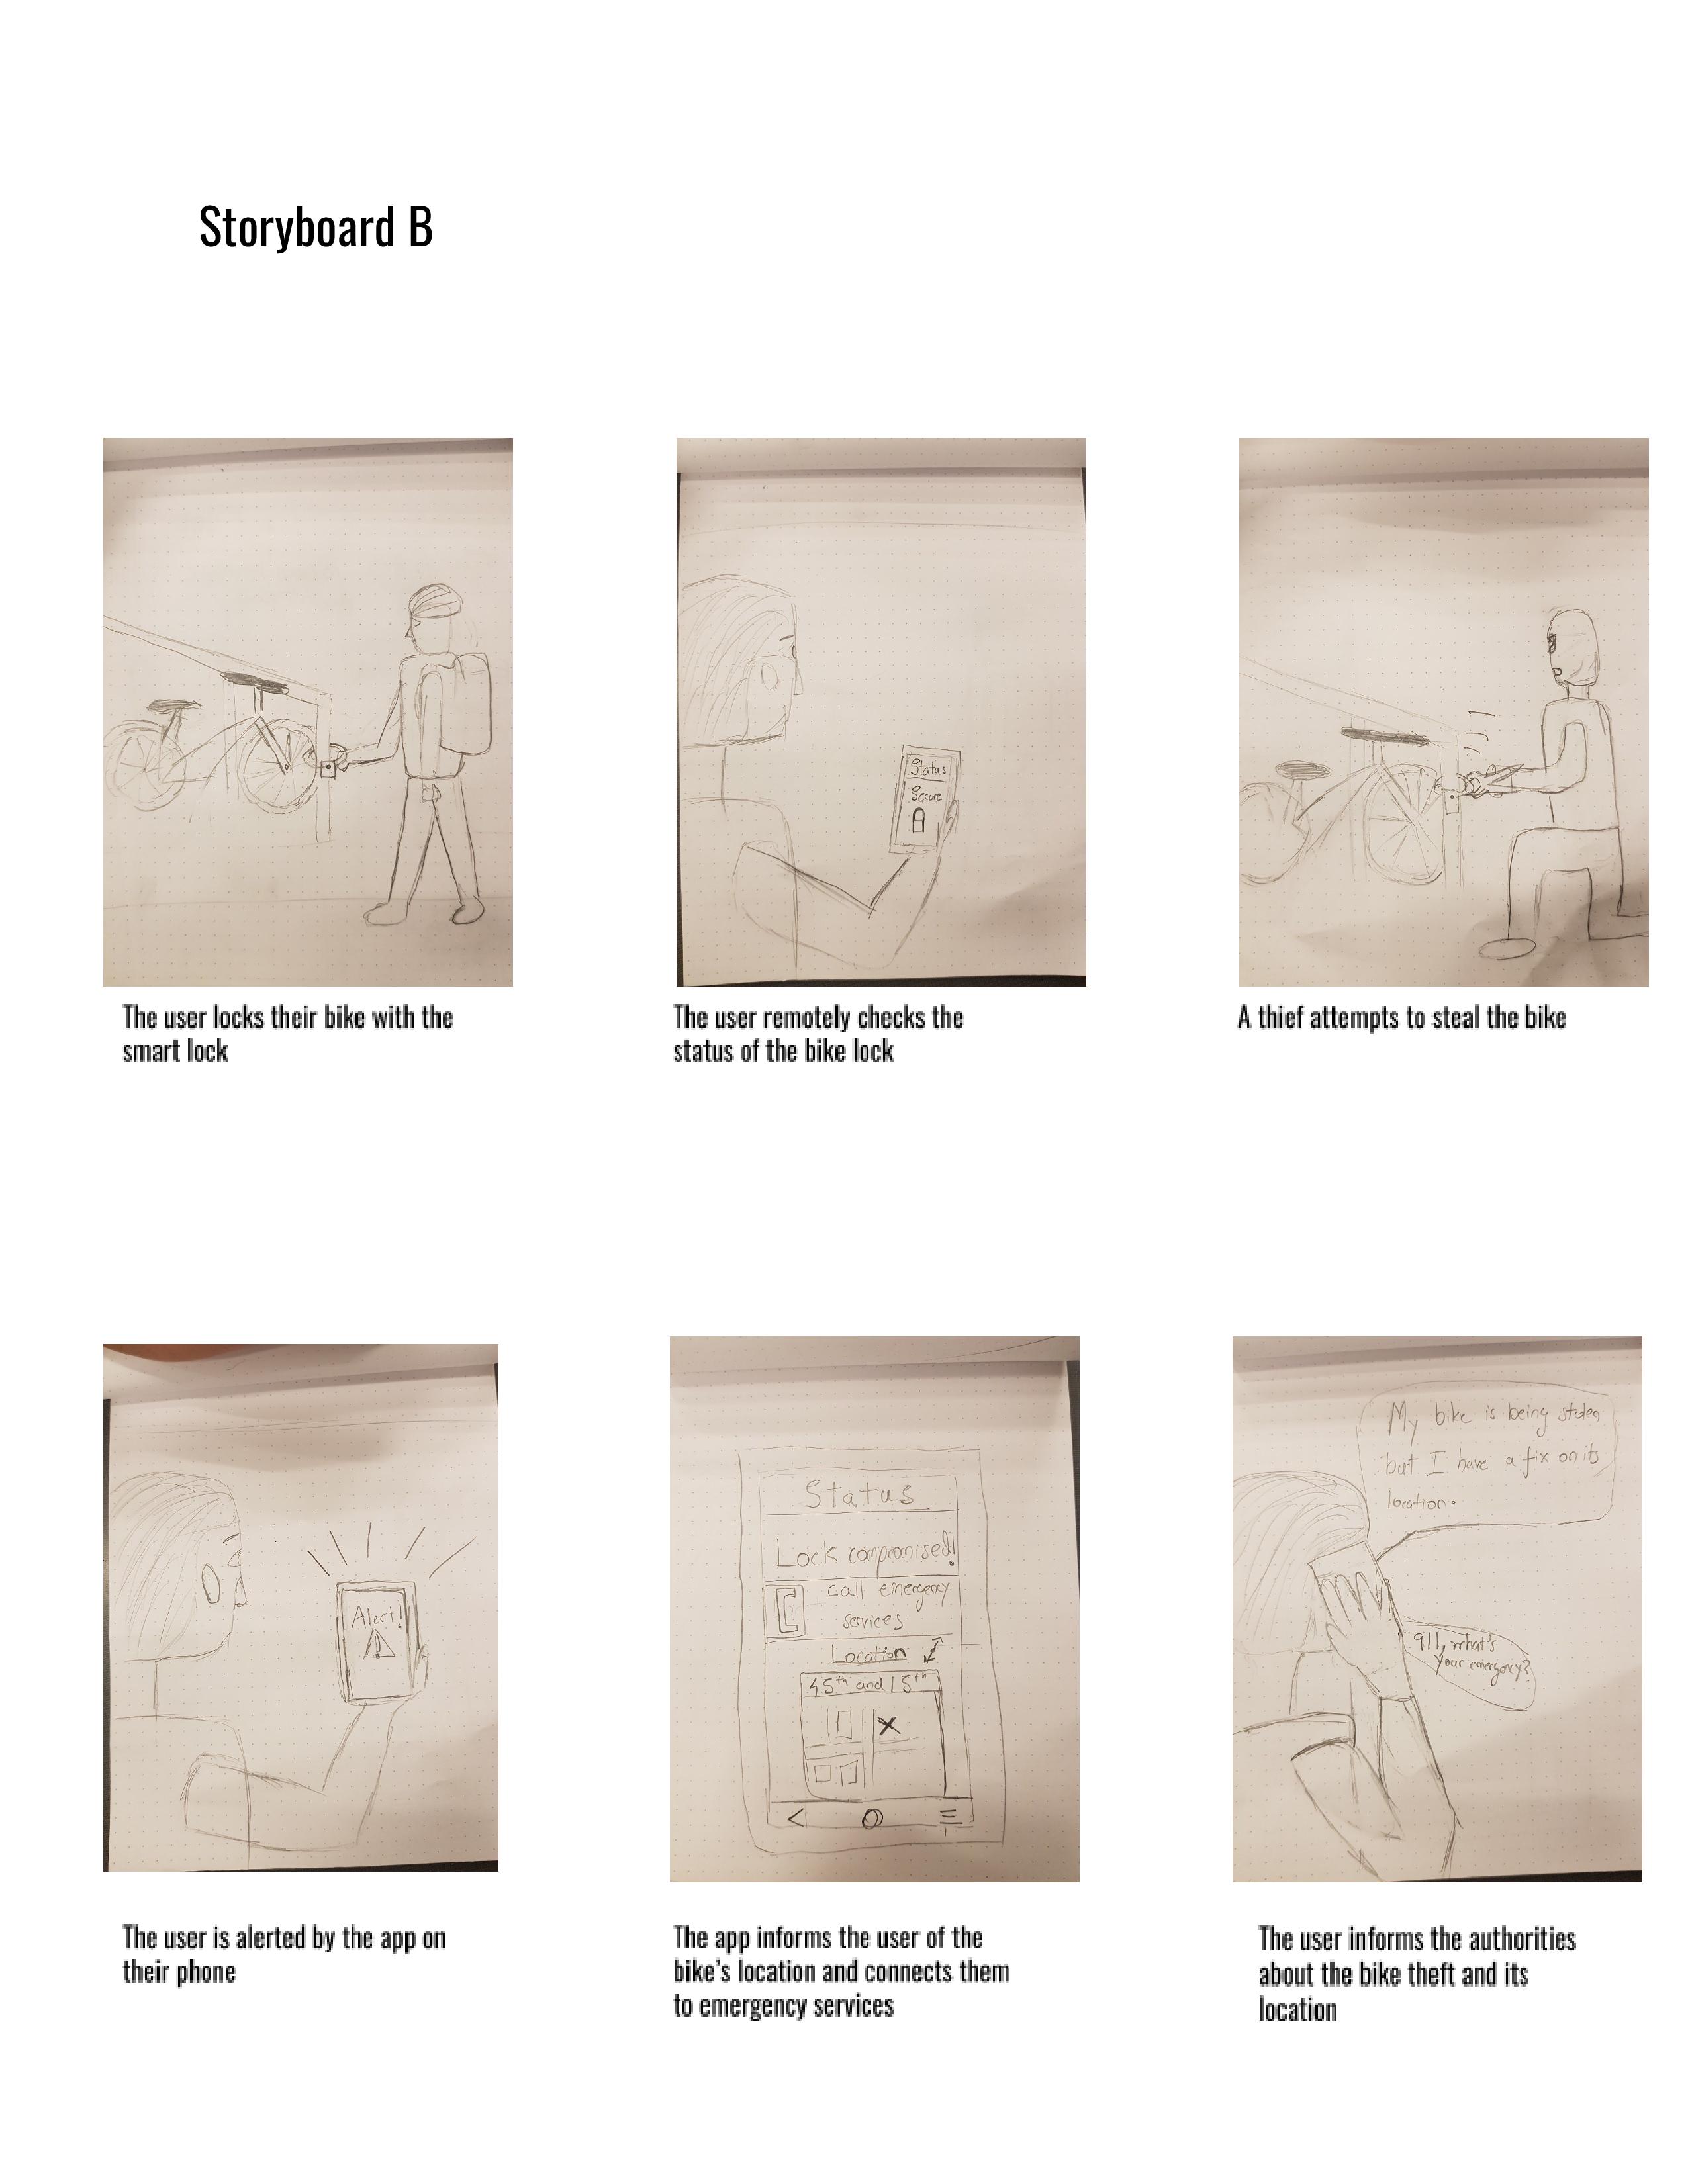 Storyboard B
Status
Secure
The user locks their bike with the
smart lock
The user remotely checks the
status of the bike lock
A thief attempts to steal the bike
Alert!
Status
Lock compromised!
call emergency
services
Location
45th and 15th
My bike is being stolen
but I have a fix on its
location.
911, what's
your emergency?
The user is alerted by the app on
their phone
The app informs the user of the
bike's location and connects them
to emergency services
The user informs the authorities
about the bike theft and its
location